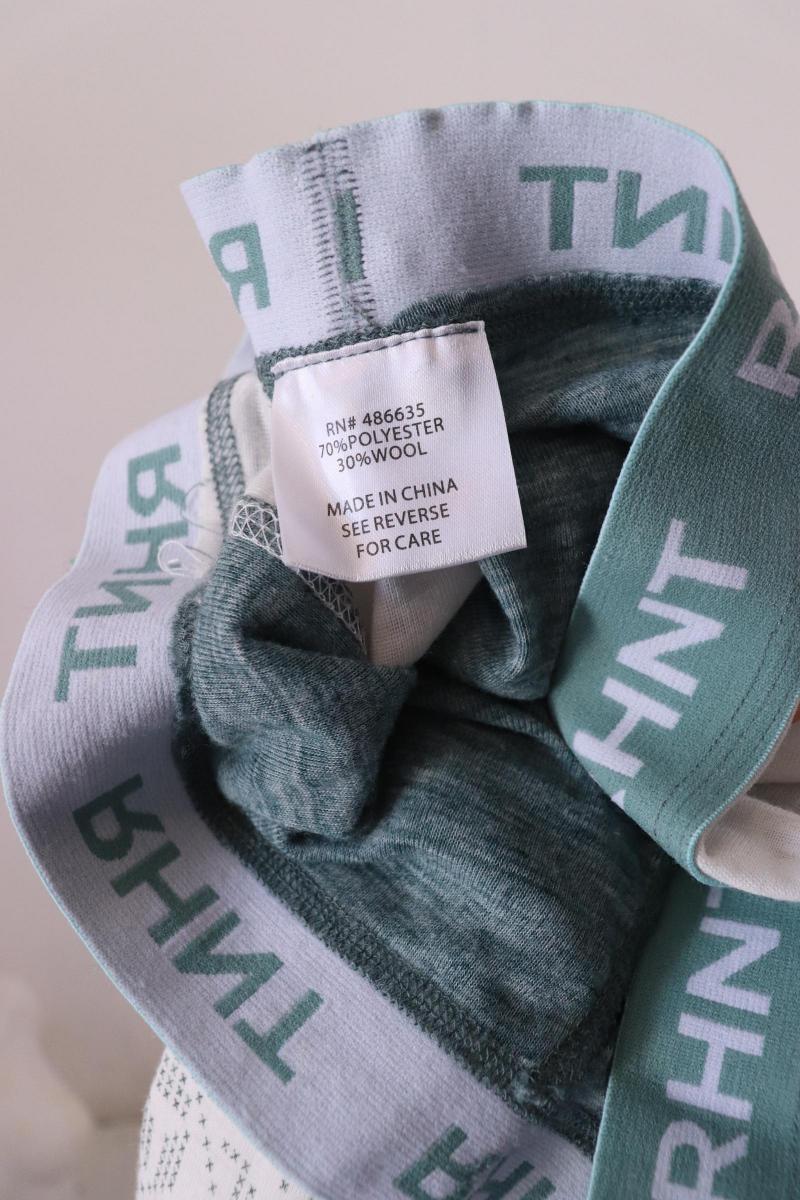 RN# 486635
70%POLYESTER
30%WOOL
MADE IN CHINA
SEE REVERSE
FOR CARE
RHNT
RHNT
RHNT
RHNT